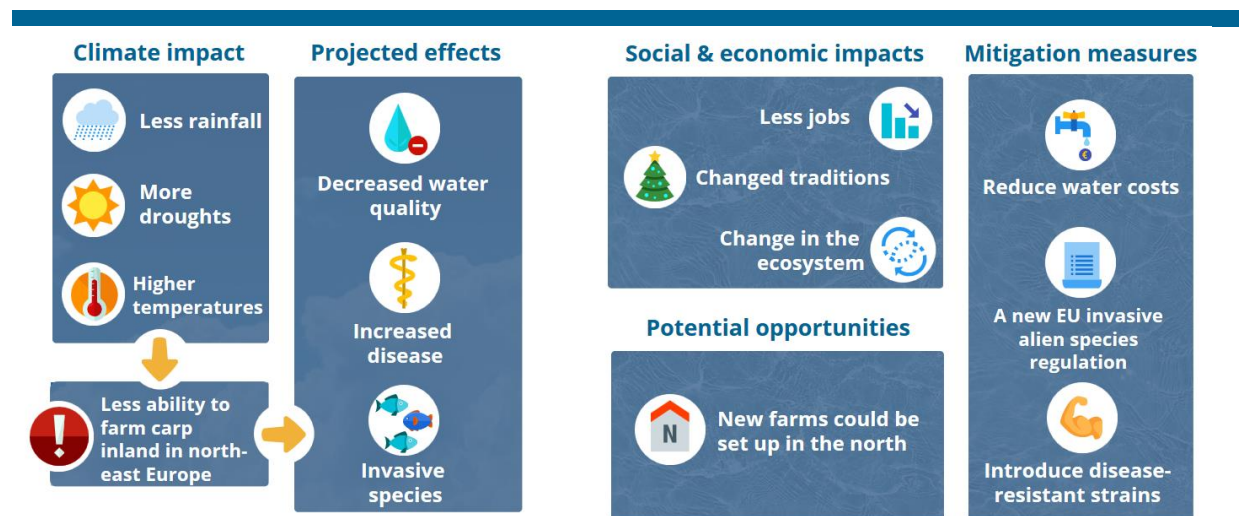 Climate impact
Less rainfall
More
droughts
Higher
temperatures
Less ability to
farm carp
inland in north-
east Europe
Projected effects
Decreased water
quality
Increased
disease
Invasive
species
Social & economic impacts
Less jobs
Changed traditions
Change in the
ecosystem
Potential opportunities
N
New farms could be
set up in the north
Mitigation measures
€
Reduce water costs
A new EU invasive
alien species
regulation
Introduce disease-
resistant strains